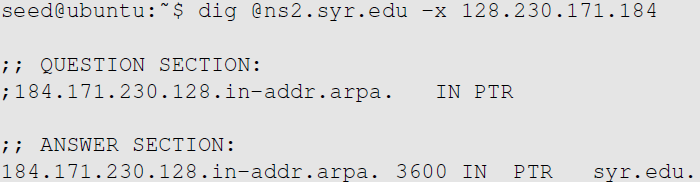 seed@ubuntu:~$ dig @ns2.syr.edu -x 128.230.171.184
;; QUESTION SECTION:
;184.171.230.128.in-addr.arpa. IN PTR
;; ANSWER SECTION:
184.171.230.128.in-addr.arpa. 3600 IN PTR syr.edu.